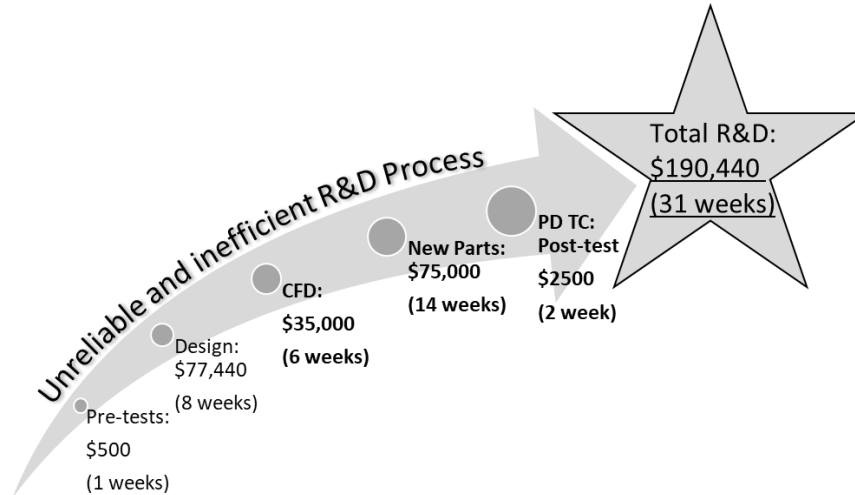 Unreliable and inefficient R&D Process
Pre-tests:
$500
(1 weeks)
Design:
$77,440
(8 weeks)
CFD:
$35,000
(6 weeks)
New Parts:
$75,000
(14 weeks)
PD TC:
Post-test
$2500
(2 week)
Total R&D:
$190,440
(31 weeks)